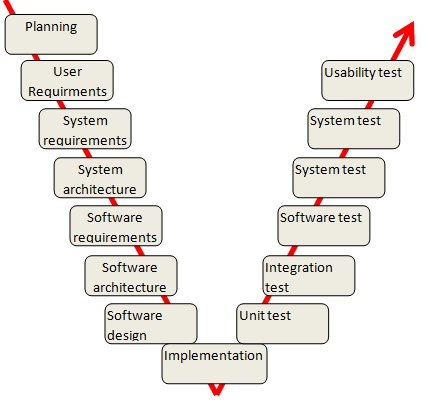 Planning
User
Requirments
System
requirements
System
architecture
Software
requirements
Software
architecture
Software
design
Implementation
Unit test
Integration
test
Software test
System test
System test
Usability test